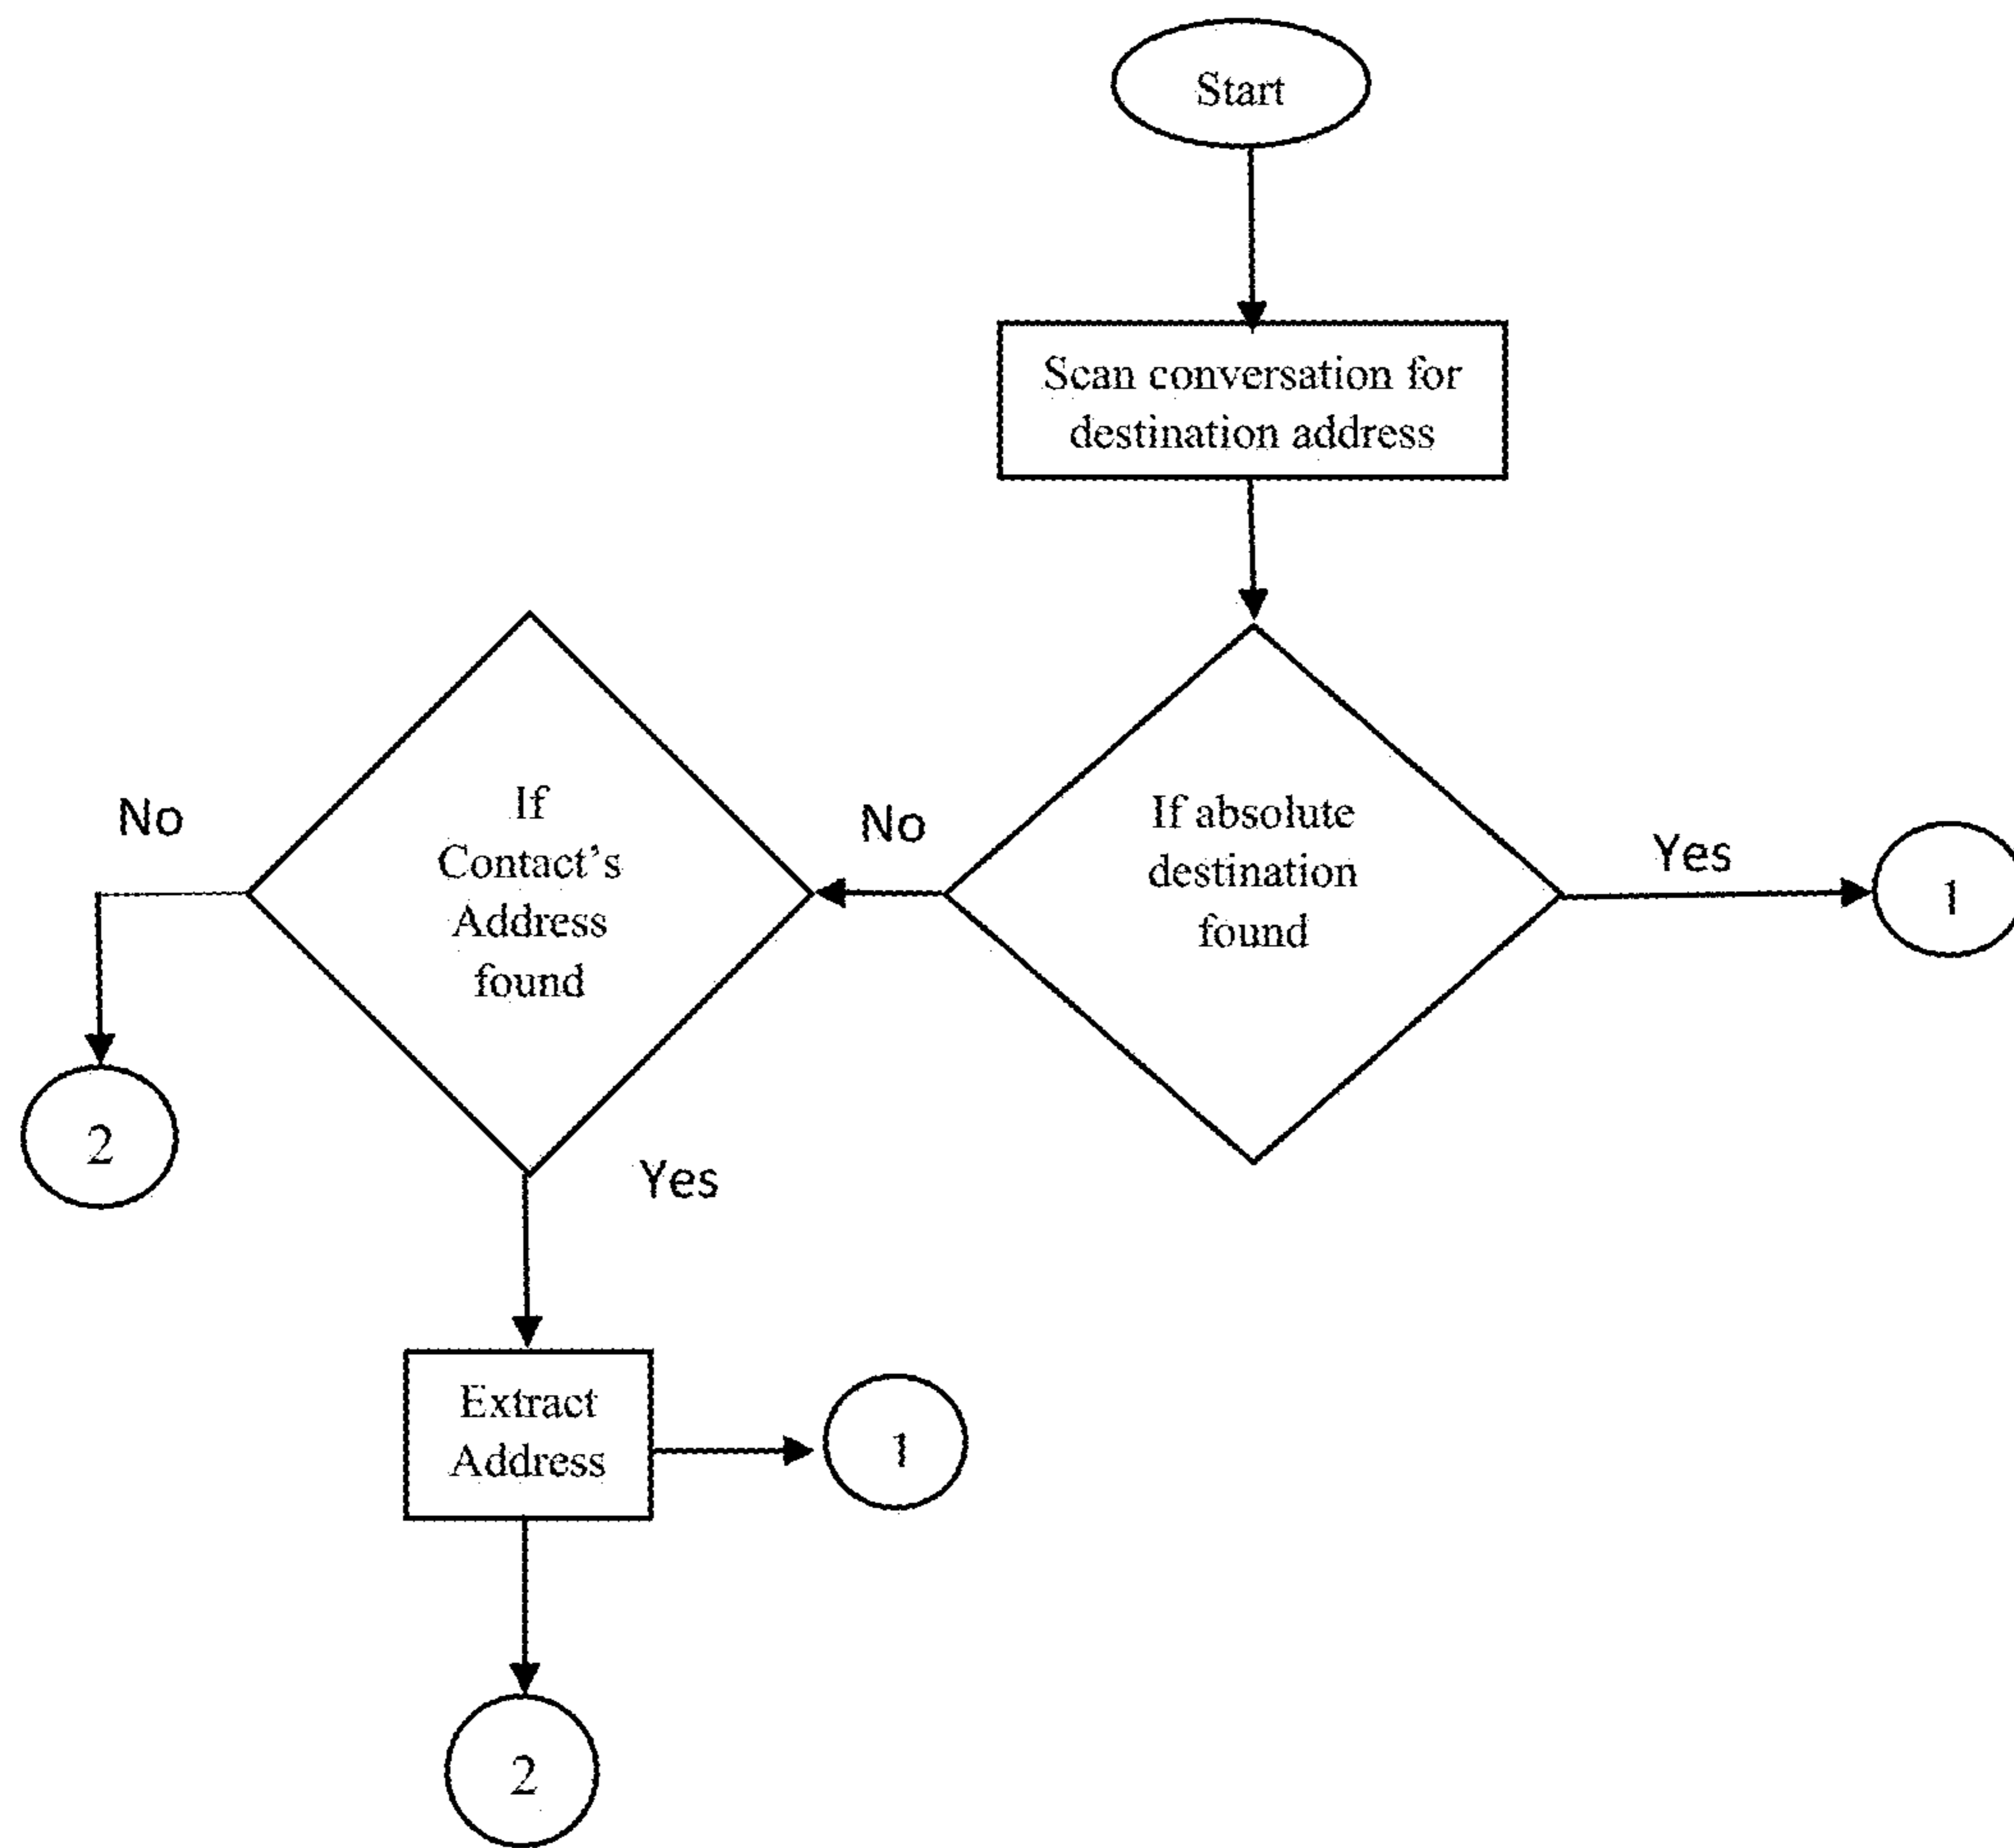 Start
Scan conversation for
destination address
If absolute
destination
found
Yes
1
No
If
Contact's
Address
found
No
2
Yes
Extract
Address
1
2